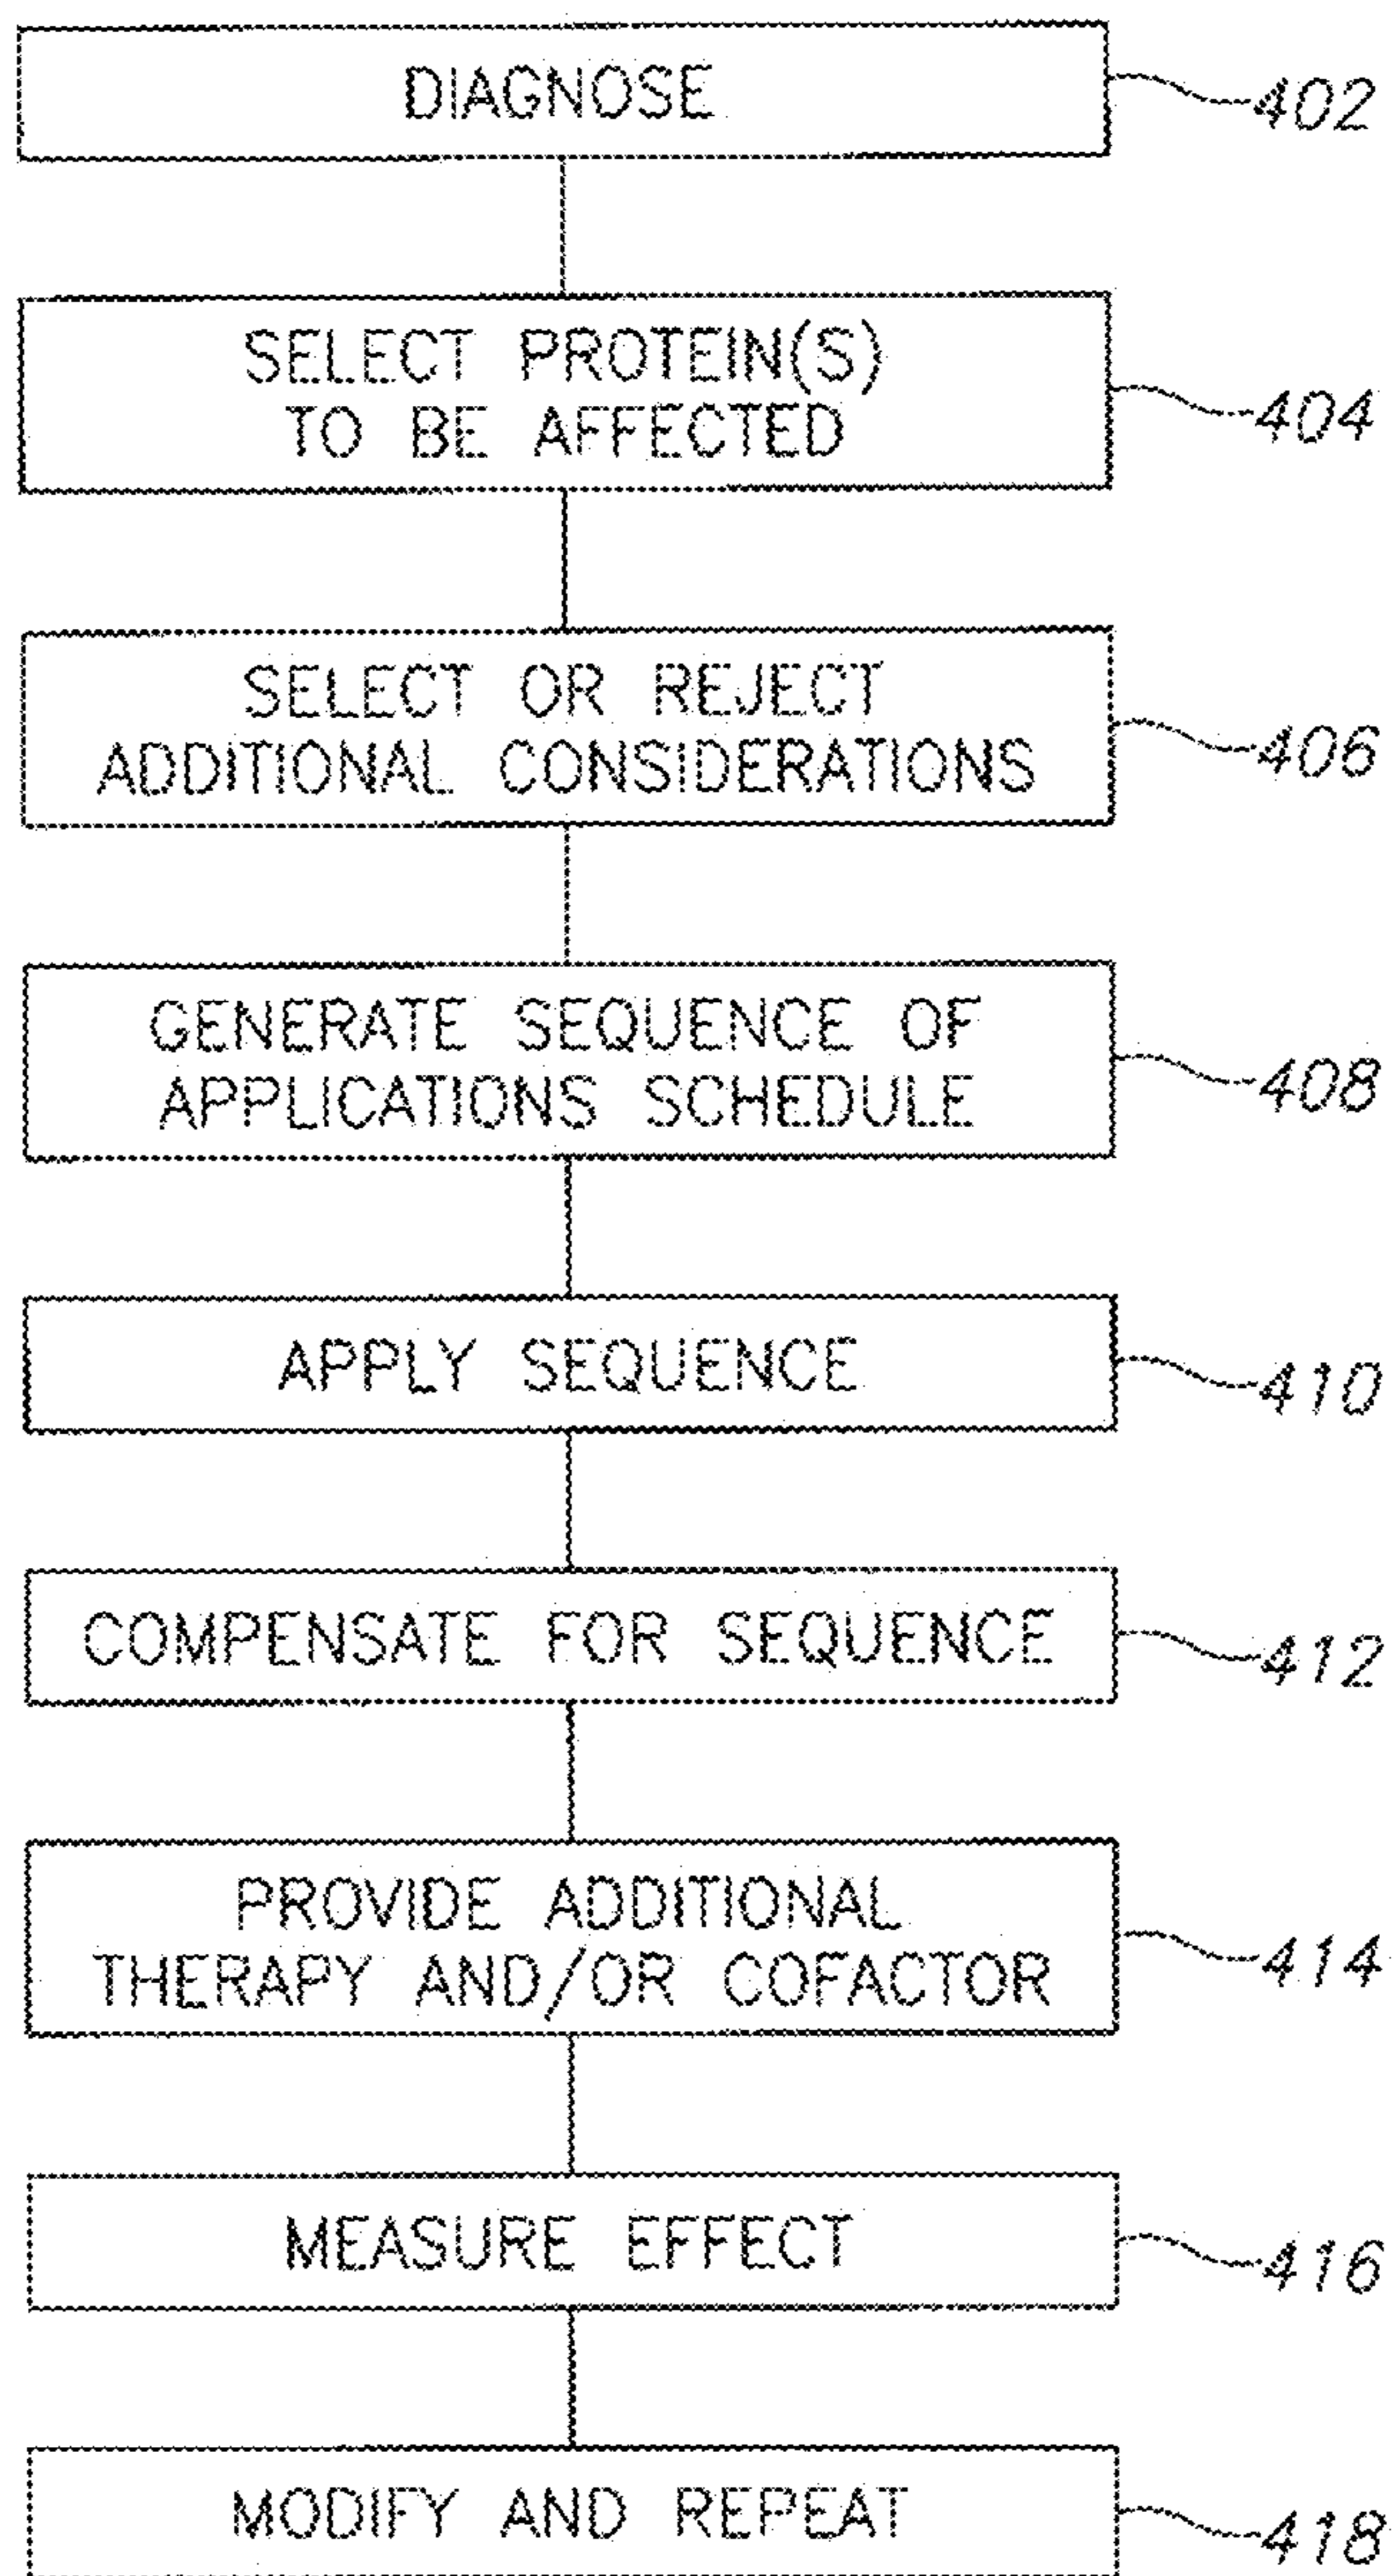 DIAGNOSE
402
SELECT PROTEIN(S)
TO BE AFFECTED
404
SELECT OR REJECT
ADDITIONAL CONSIDERATIONS
406
GENERATE SEQUENCE OF
APPLICATIONS SCHEDULE
408
APPLY SEQUENCE
410
COMPENSATE FOR SEQUENCE
412
PROVIDE ADDITIONAL
THERAPY AND/OR COFACTOR
414
MEASURE EFFECT
416
MODIFY AND REPEAT
418